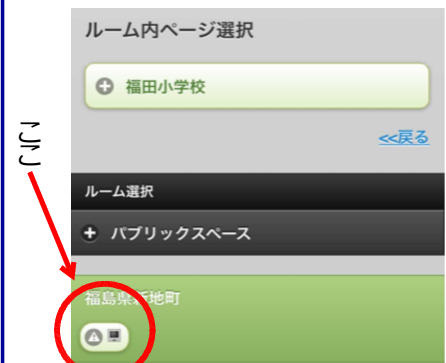 ルーム内ページ選択
福田小学校
<<戻る
ここ
ルーム選択
パブリックスペース
福島県新地町